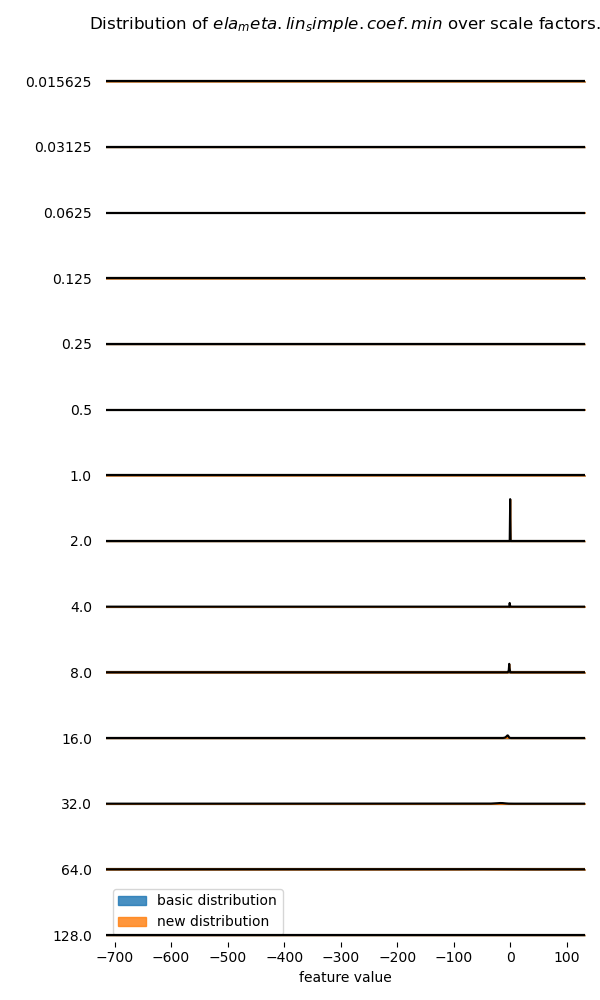 Distribution of elaₘeta.linₛimple.coef.min over scale factors.
0.015625
0.03125
0.0625
0.125
0.25
0.5
1.0
2.0
4.0
8.0
16.0
32.0
64.0
basic distribution
new distribution
128.0
−700 −600 −500 −400 −300 −200 −100 0 100
feature value